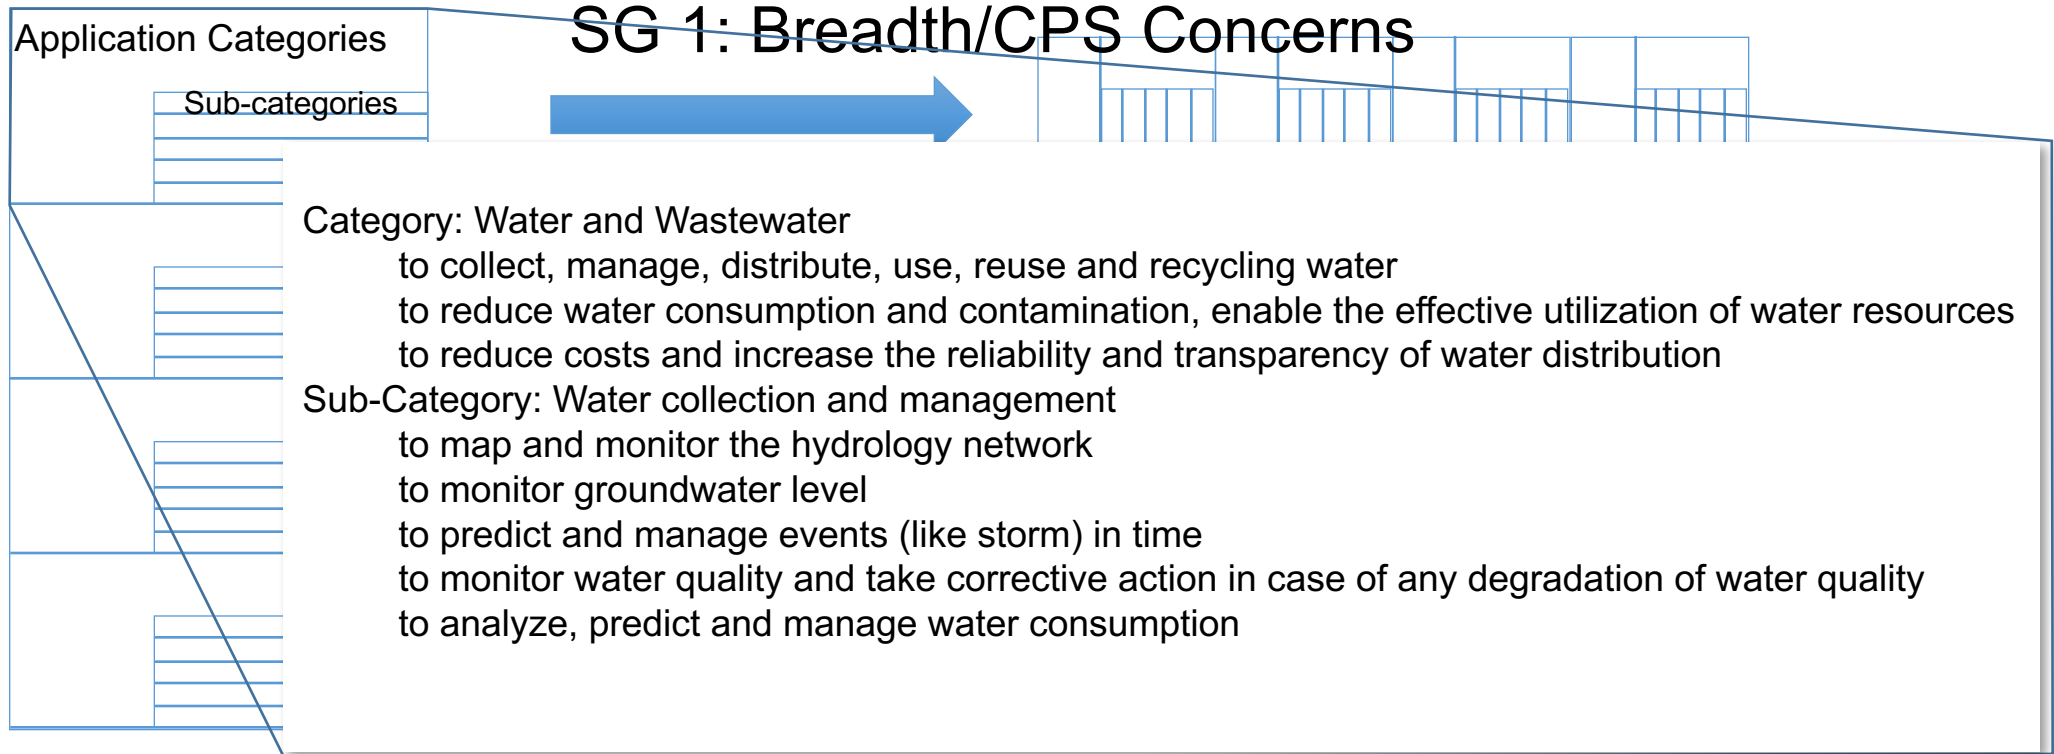 SG 1: Breadth/CPS Concerns
Application Categories
Sub-categories
Category: Water and Wastewater
to collect, manage, distribute, use, reuse and recycling water
to reduce water consumption and contamination, enable the effective utilization of water resources
to reduce costs and increase the reliability and transparency of water distribution
Sub-Category: Water collection and management
to map and monitor the hydrology network
to monitor groundwater level
to predict and manage events (like storm) in time
to monitor water quality and take corrective action in case of any degradation of water quality
to analyze, predict and manage water consumption